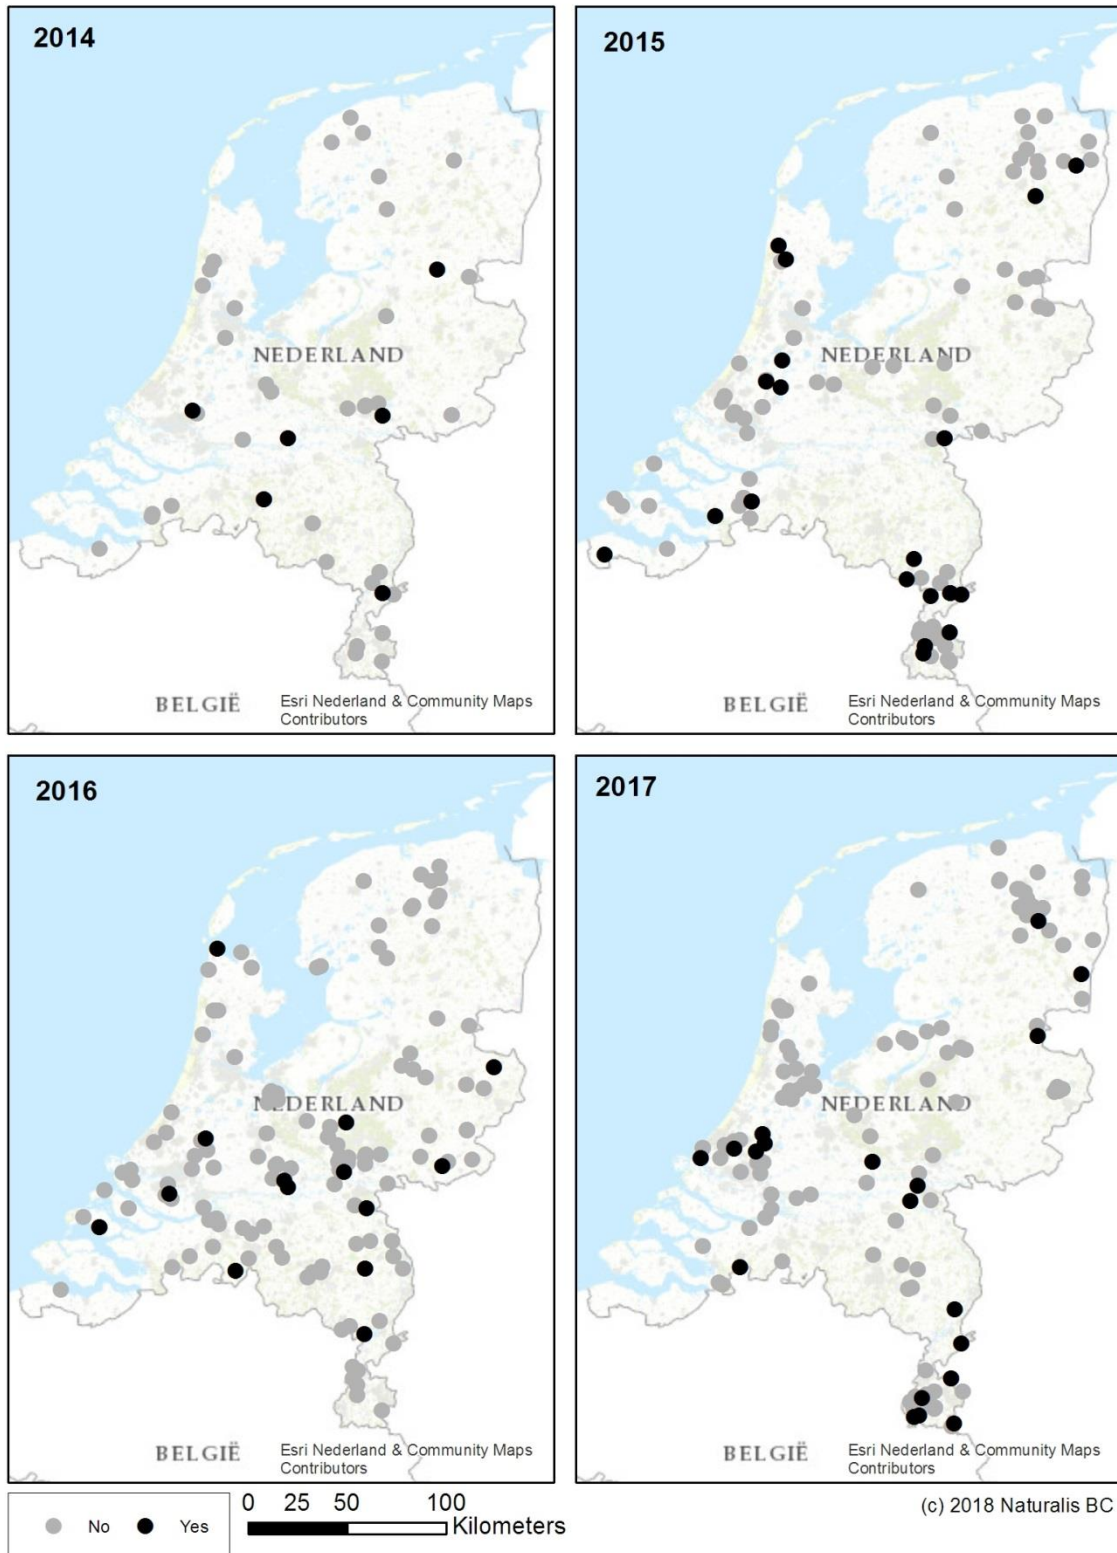 2014
NEDERLAND
BELGIË
Esri Nederland & Community Maps
Contributors
2015
NEDERLAND
BELGIË
Esri Nederland & Community Maps
Contributors
2016
NEDERLAND
BELGIË
Esri Nederland & Community Maps
Contributors
2017
NEDERLAND
BELGIË
Esri Nederland & Community Maps
Contributors
No Yes
0 25 50 100
Kilometers
(c) 2018 Naturalis BC